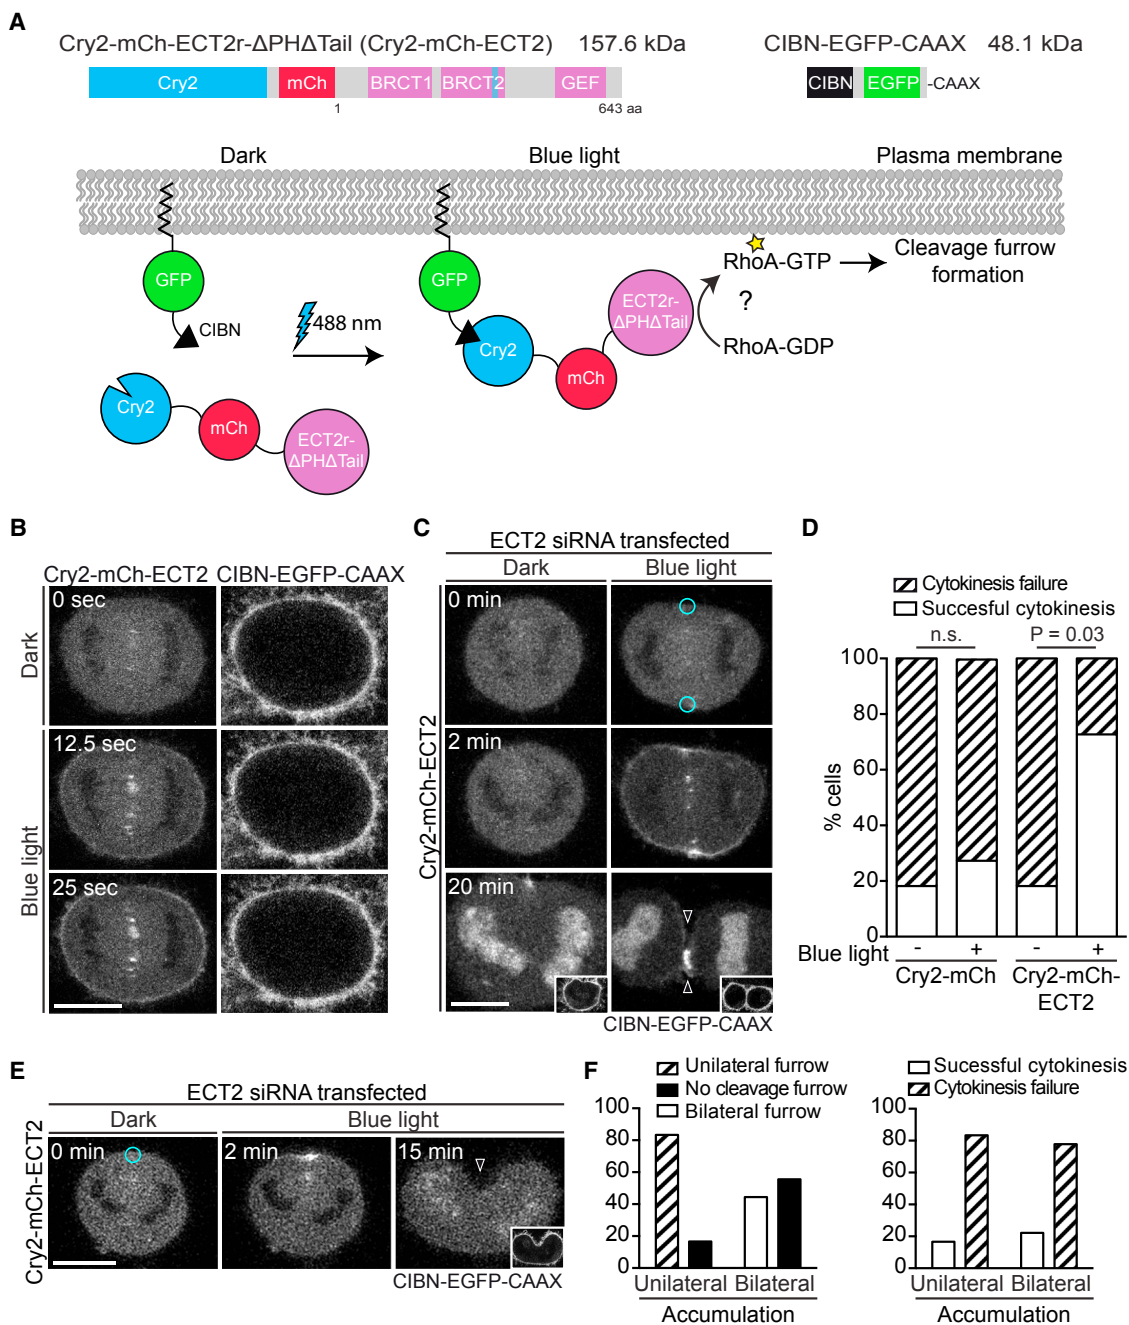 A
Cry2-mCh-ECT2r-ΔPHΔTail (Cry2-mCh-ECT2) 157.6 kDa
CIBN-EGFP-CAAX 48.1 kDa
Cry2 mCh BRCT1 BRCT2 GEF
CIBN EGFP -CAAX
1 643 aa
Dark Blue light Plasma membrane
GFP
CIBN
488 nm
Cry2
mCh
ECT2r-
ΔPHΔTail
GFP
Cry2
mCh
ECT2r-
ΔPHΔTail
RhoA-GTP
?
RhoA-GDP
Cleavage furrow
formation
B
Cry2-mCh-ECT2 CIBN-EGFP-CAAX
Dark
Blue light
0 sec
12.5 sec
25 sec
C
ECT2 siRNA transfected
Dark Blue light
Cry2-mCh-ECT2
0 min
2 min
20 min
CIBN-EGFP-CAAX
D
Cytokinesis failure
Succesful cytokinesis
n.s. P = 0.03
% cells
100
80
60
40
20
0
Blue light - + - +
Cry2-mCh Cry2-mCh-
ECT2
E
ECT2 siRNA transfected
Dark Blue light
Cry2-mCh-ECT2
0 min 2 min 15 min
CIBN-EGFP-CAAX
F
Unilateral furrow
No cleavage furrow
Bilateral furrow
100
80
60
40
20
0
Unilateral Bilateral
Accumulation
Sucessful cytokinesis
Cytokinesis failure
100
80
60
40
20
0
Unilateral Bilateral
Accumulation